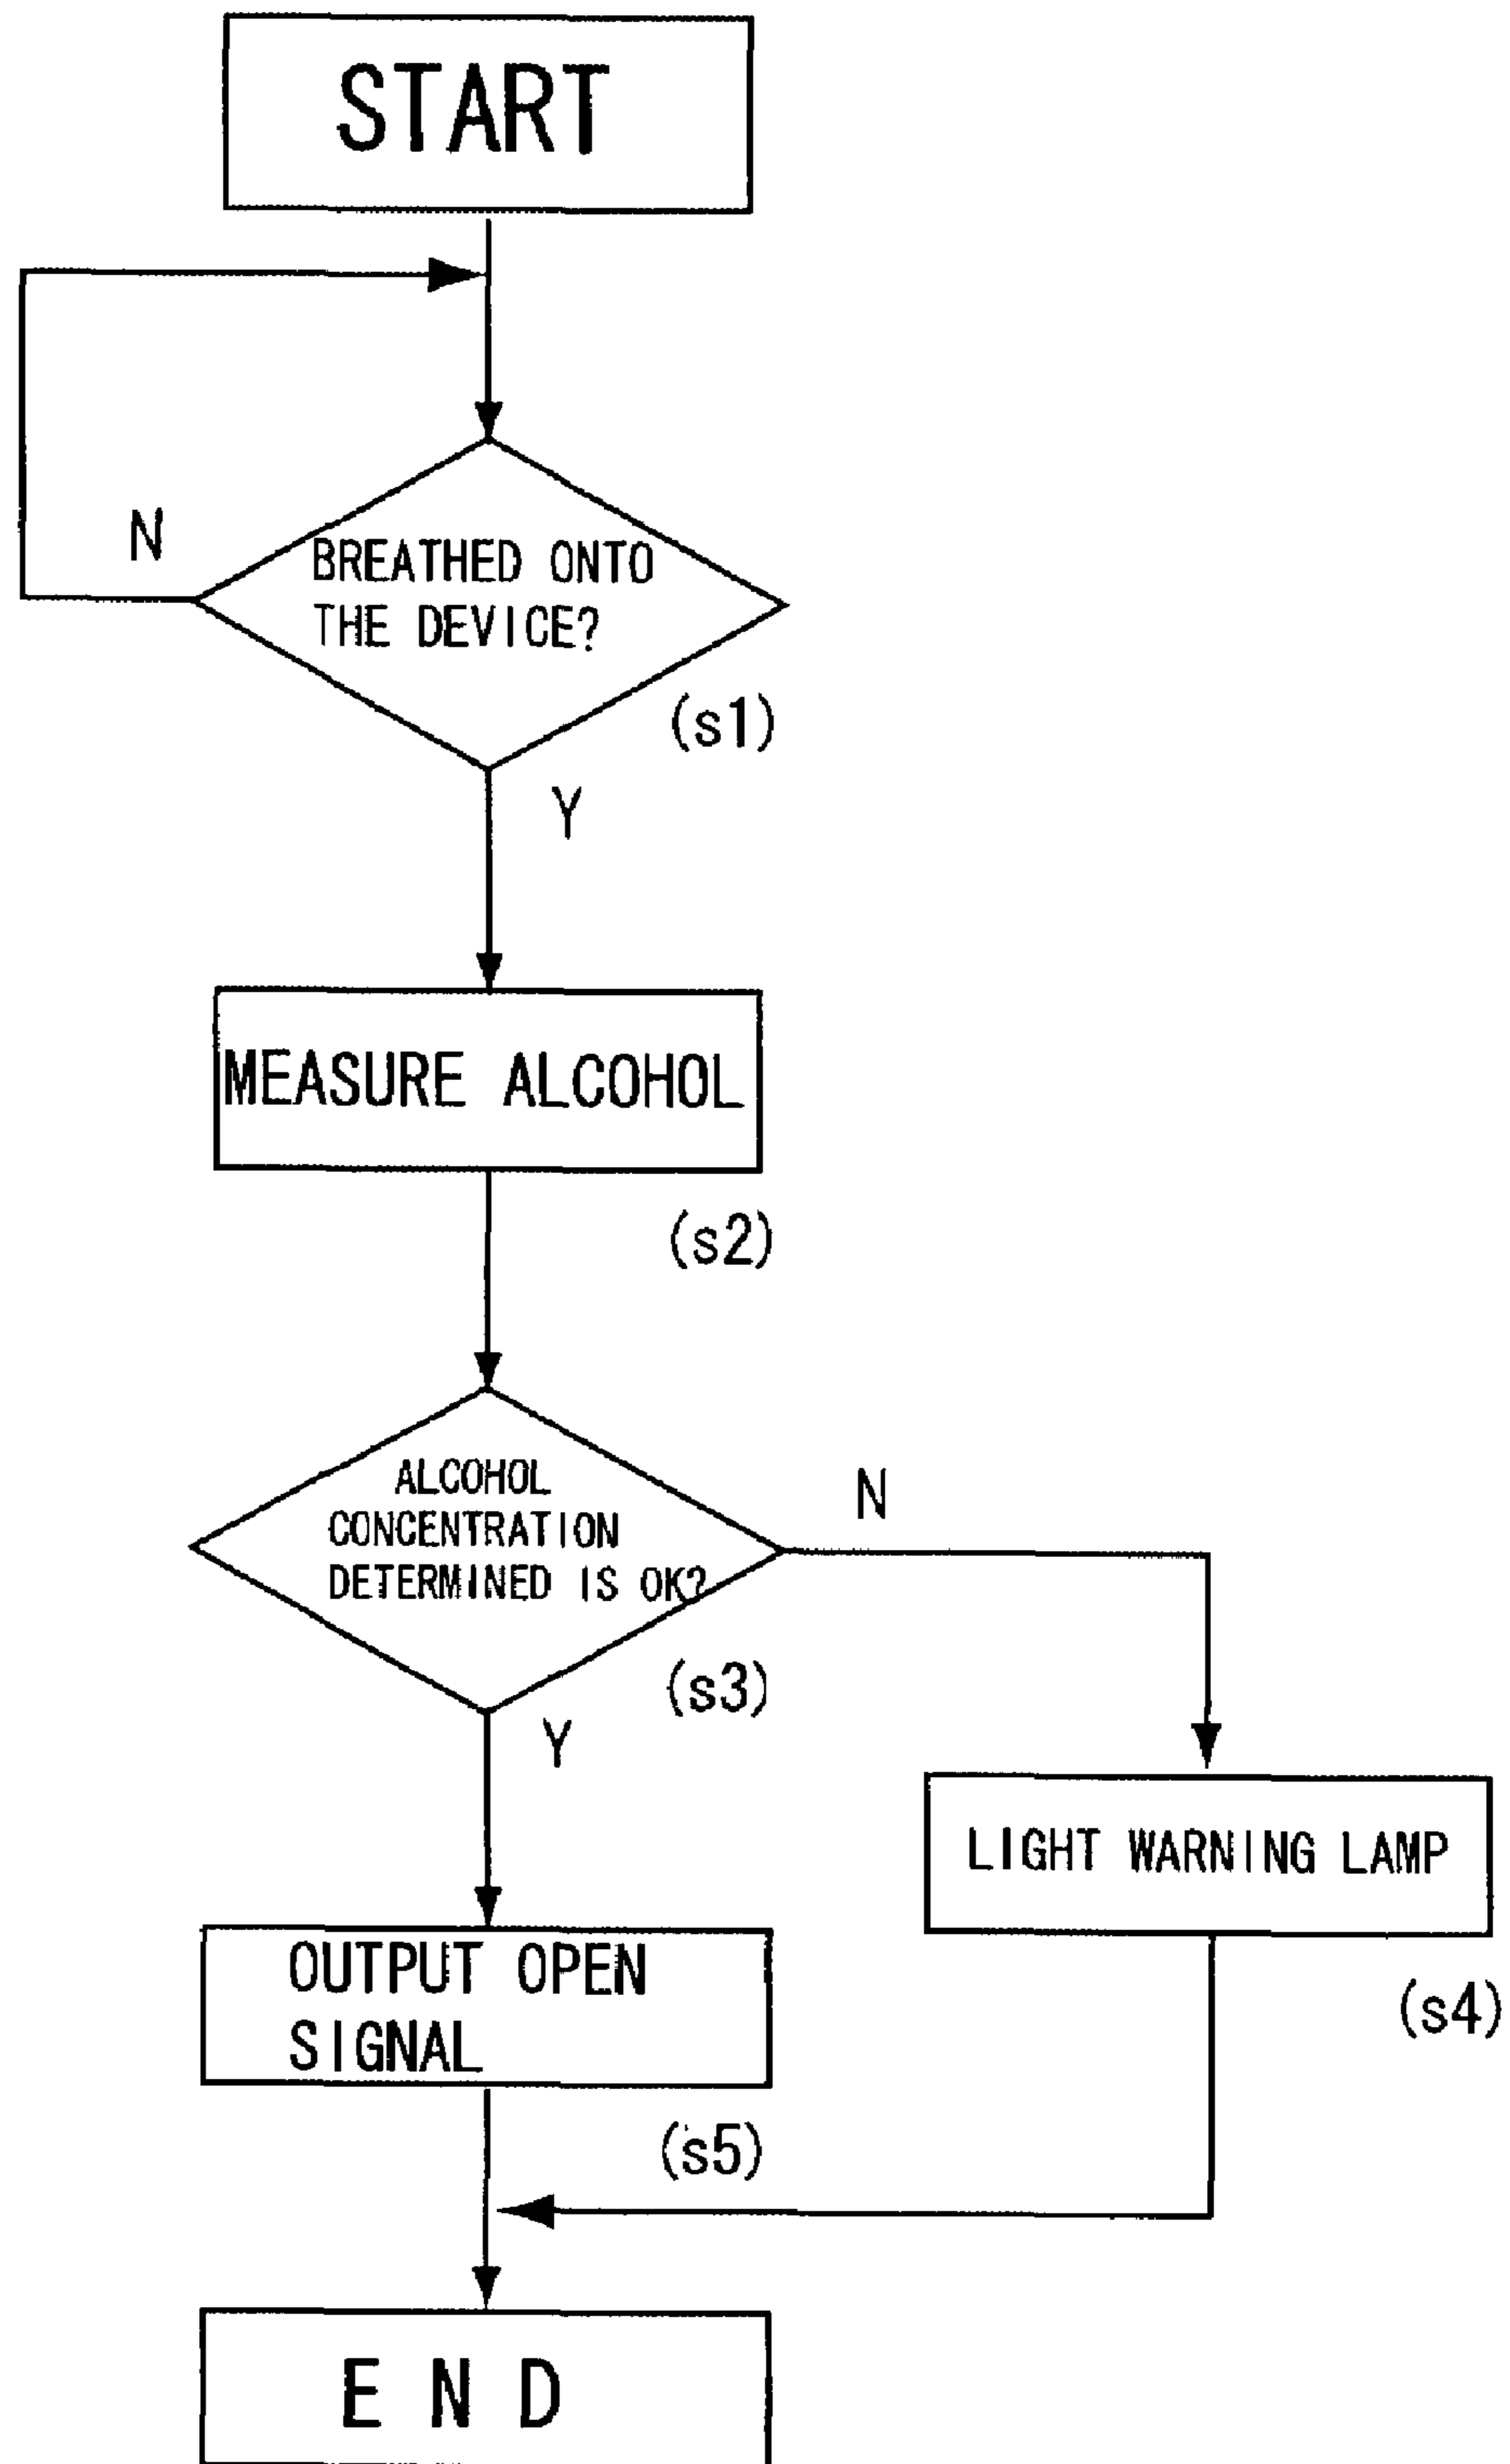 START
N
BREATHED ONTO
THE DEVICE?
(s1)
Y
MEASURE ALCOHOL
(s2)
ALCOHOL
CONCENTRATION
DETERMINED IS OK?
N
(s3)
Y
LIGHT WARNING LAMP
OUTPUT OPEN
SIGNAL
(s4)
(s5)
E N D